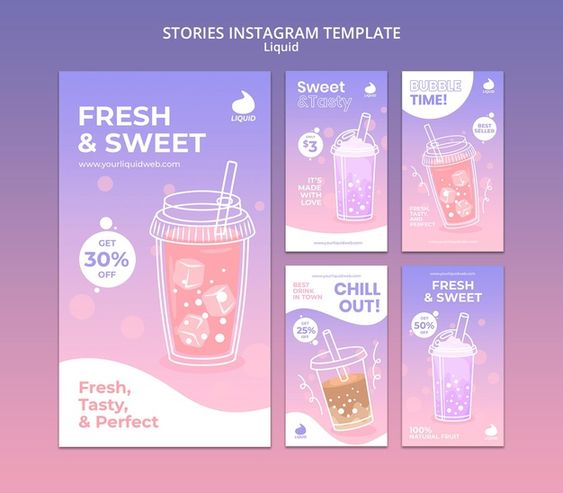 STORIES INSTAGRAM TEMPLATE
Liquid
FRESH
& SWEET
LIQUID
www.yourliquidweb.com
GET
30%
OFF
Fresh,
Tasty,
& Perfect
Sweet
&Tasty
LIQUID
ONLY
$3
IT'S
MADE
WITH
LOVE
www.yourliquidweb.com
BUBBLE
TIME!
LIQUID
BEST
SELLER
FRESH,
TASTY,
AND
PERFECT
www.yourliquidweb.com
www.yourliquidweb.com
BEST
DRINK
IN TOWN
CHILL
OUT!
GET
25%
OFF
LIQUID
www.yourliquidweb.com
FRESH
& SWEET
GET
50%
OFF
100%
NATURAL FRUIT
LIQUID